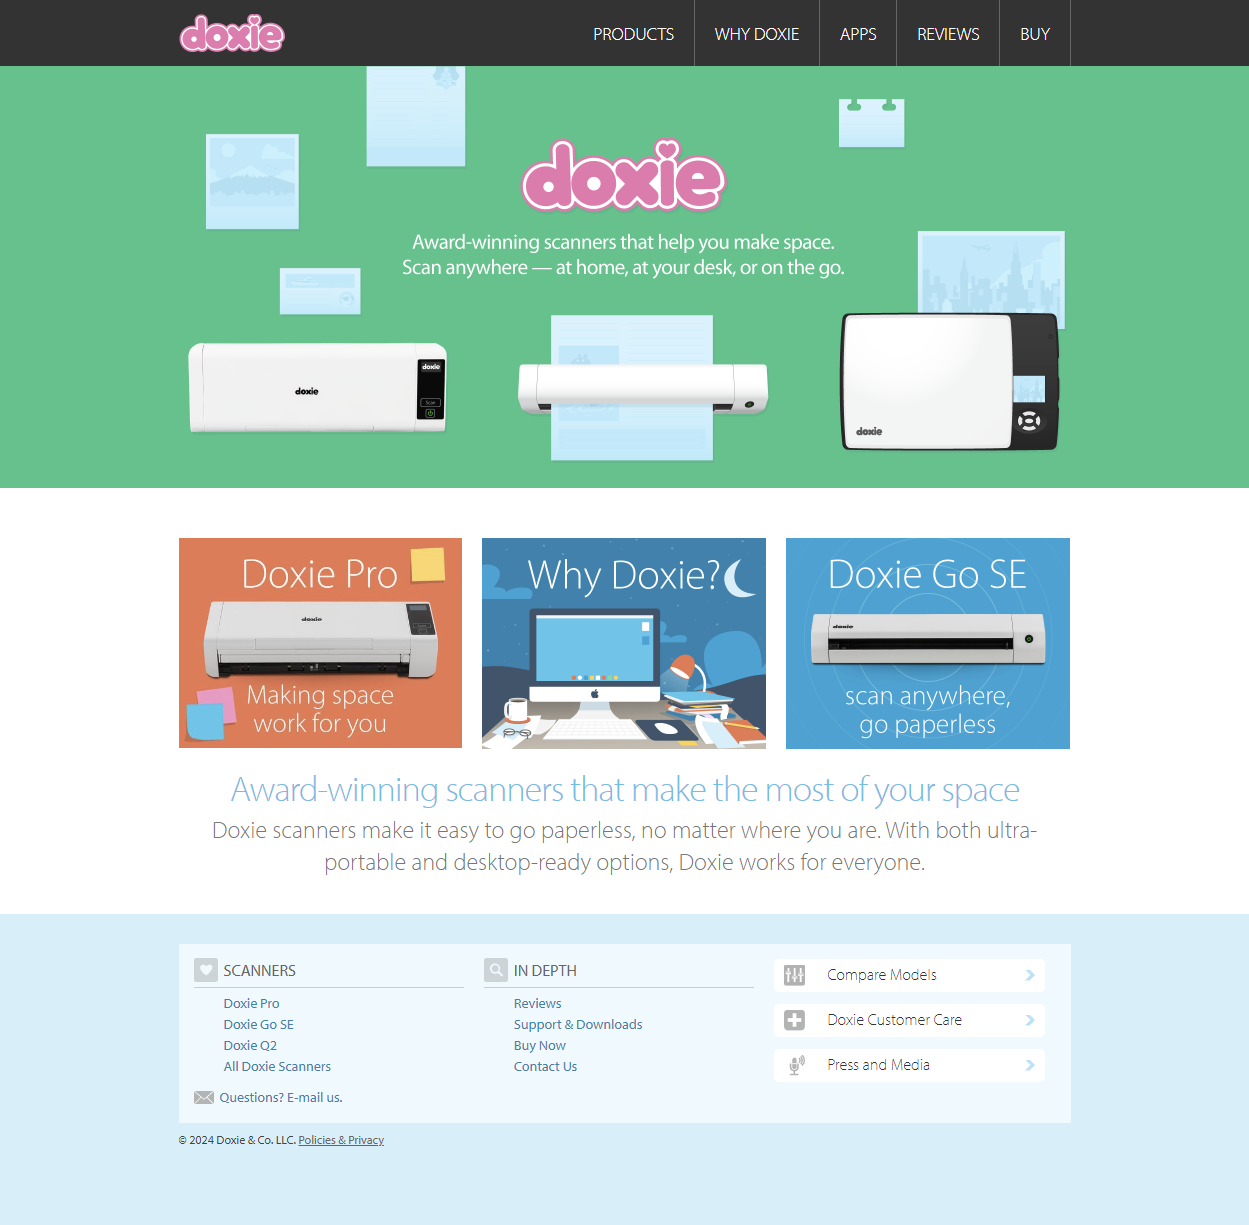 doxie
PRODUCTS
WHY DOXIE
APPS
REVIEWS
BUY
doxie
Award-winning scanners that help you make space.
Scan anywhere — at home, at your desk, or on the go.
doxie
doxie
Scan
doxie
Doxie Pro
doxie
Making space
work for you
Why Doxie?
Doxie Go SE
doxie
scan anywhere,
go paperless
Award-winning scanners that make the most of your space
Doxie scanners make it easy to go paperless, no matter where you are. With both ultra-
portable and desktop-ready options, Doxie works for everyone.
SCANNERS
Doxie Pro
Doxie Go SE
Doxie Q2
All Doxie Scanners
Questions? E-mail us.
IN DEPTH
Reviews
Support & Downloads
Buy Now
Contact Us
Compare Models
Doxie Customer Care
Press and Media
© 2024 Doxie & Co. LLC. Policies & Privacy